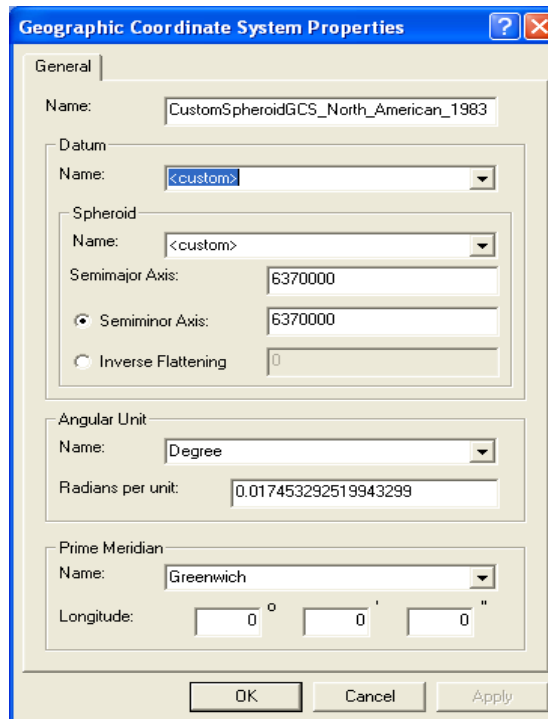 Geographic Coordinate System Properties
General
Name: CustomSpheroidGCS_North_American_1983
Datum
Name: <custom>
Spheroid
Name: <custom>
Semimajor Axis: 6370000
Semiminor Axis: 6370000
Inverse Flattening 0
Angular Unit
Name: Degree
Radians per unit: 0.017453292519943299
Prime Meridian
Name: Greenwich
Longitude: 0 ° 0 ' 0 "
OK Cancel Apply